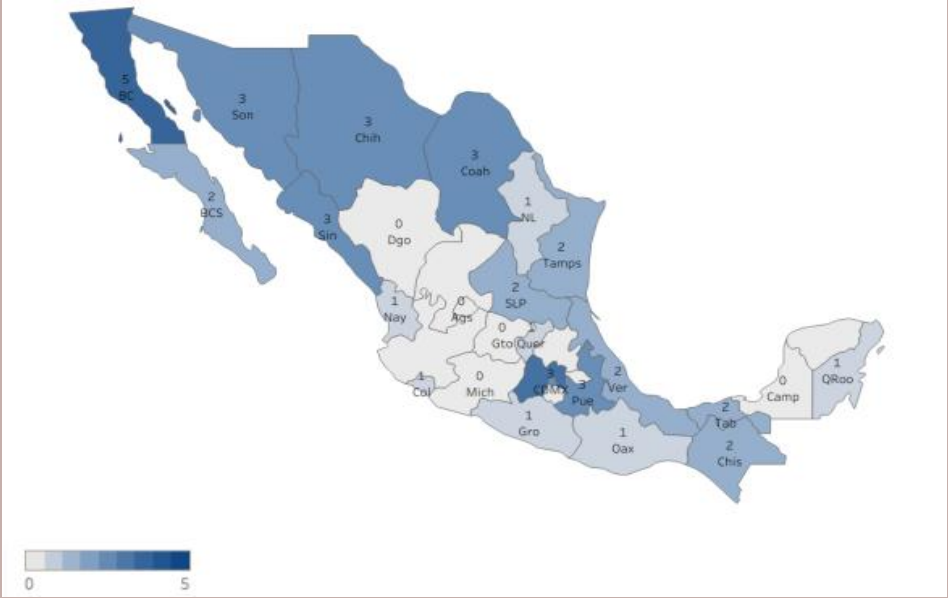 5
BC
3
Son
3
Chih
3
Coah
2
BCS
1
NL
3
Sin
0
Dgo
2
Tamps
2
SLP
1
Nay
0
Ags
0
Gto
1
Quer
1
Col
0
Mich
3
CDMX
3
Pue
2
Ver
1
Gro
1
Oax
2
Tab
2
Chis
0
Camp
1
QRoo
0
5